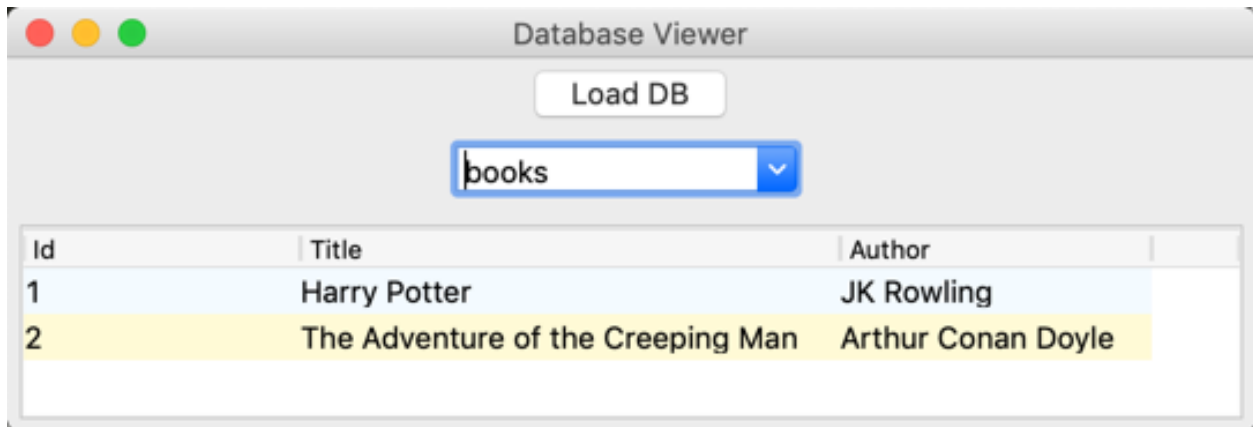 Database Viewer
Load DB
books
Id Title Author
1 Harry Potter JK Rowling
2 The Adventure of the Creeping Man Arthur Conan Doyle